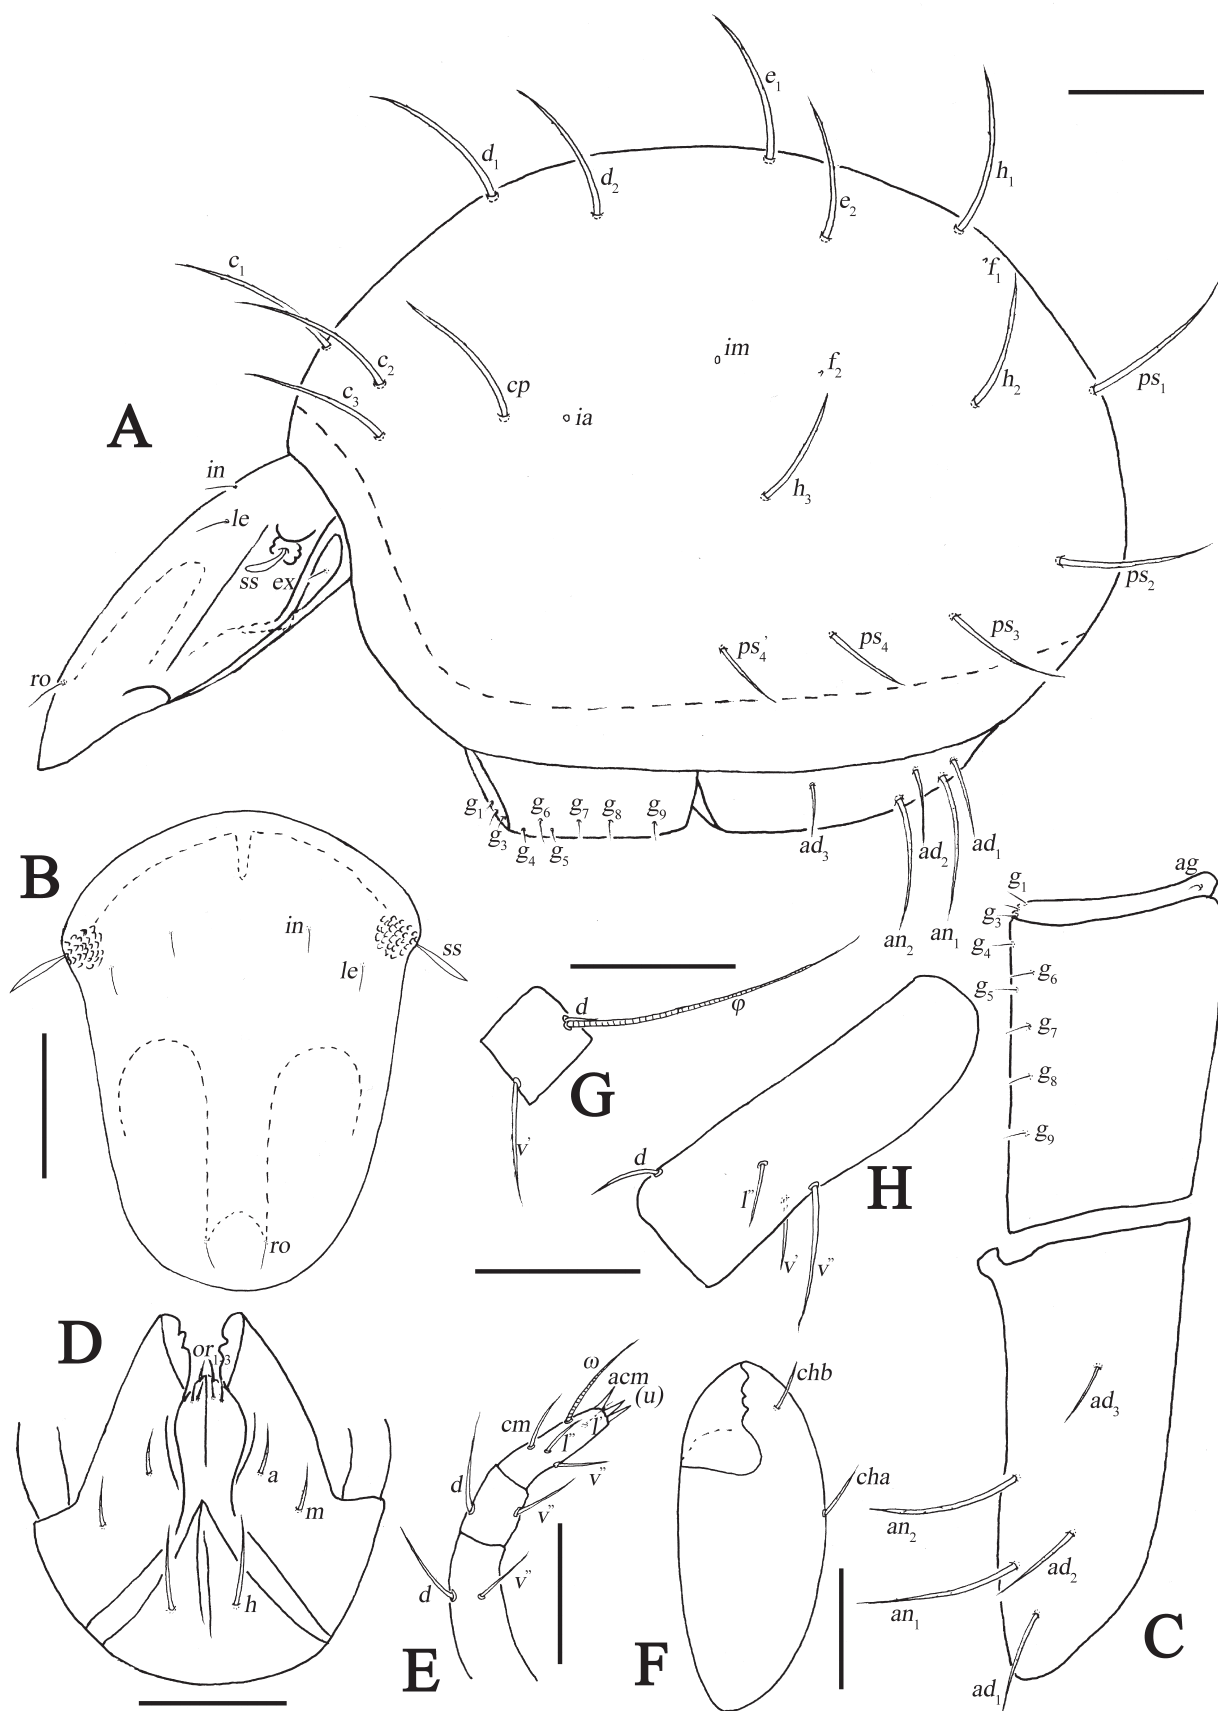 A
e₁
d₁
d₂
e₂
h₁
f₁
c₁
c₂
c₃
cp
im
f₂
h₂
ps₁
ia
h₃
in
le
ss
ex
ps₂
ro
ps₄'
ps₄
ps₃
g₁
g₃
g₄
g₆
g₅
g₇
g₈
g₉
ad₃
ad₂
ad₁
an₂
an₁
B
in
le
ss
ro
C
ag
g₁
g₃
g₄
g₆
g₅
g₇
g₈
g₉
ad₃
an₂
ad₂
an₁
ad₁
D
or₁₋₃
a
m
h
E
ω
acm
(u)
cm
l"
l'
v"
d
v"
d
v"
F
chb
cha
G
d
φ
v'
H
d
l"
v'
v"